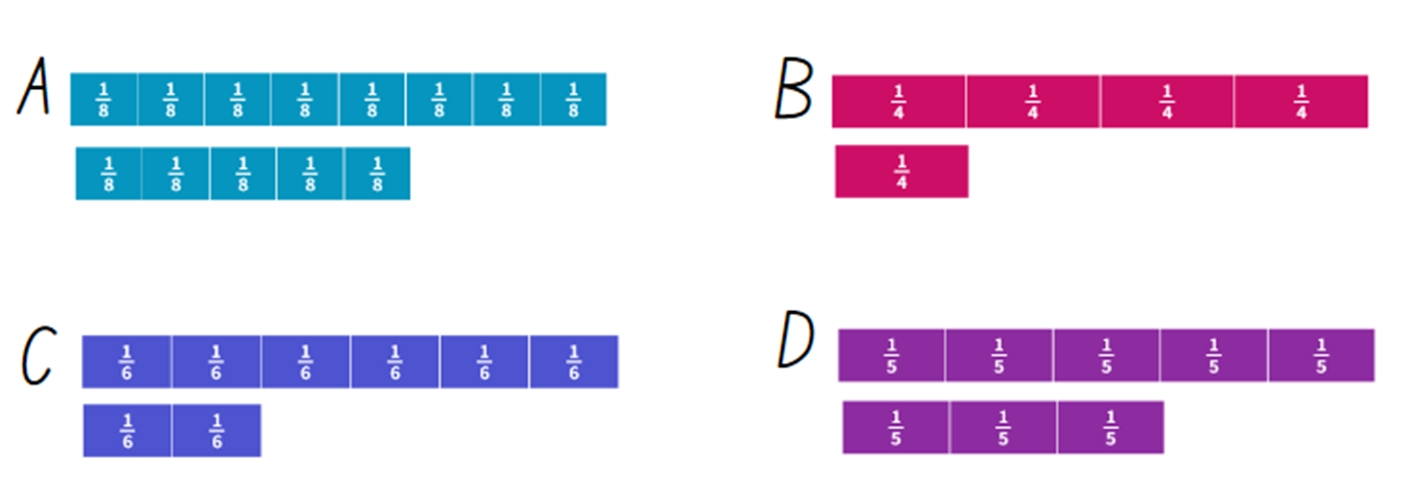 A 1/8 1/8 1/8 1/8 1/8 1/8 1/8 1/8
1/8 1/8 1/8 1/8 1/8
B 1/4 1/4 1/4 1/4
1/4
C 1/6 1/6 1/6 1/6 1/6 1/6
1/6 1/6
D 1/5 1/5 1/5 1/5 1/5
1/5 1/5 1/5